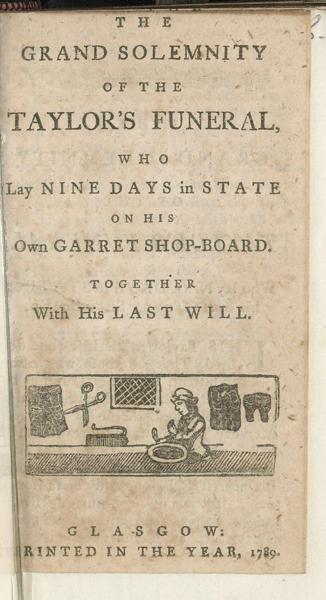 THE
GRAND SOLEMNITY
OF THE
TAYLOR'S FUNERAL,
WHO
Lay NINE DAYS in STATE
ON HIS
Own GARRET SHOP-BOARD.
TOGETHER
With His LAST WILL.
GLASGOW:
PRINTED IN THE YEAR, 1789.